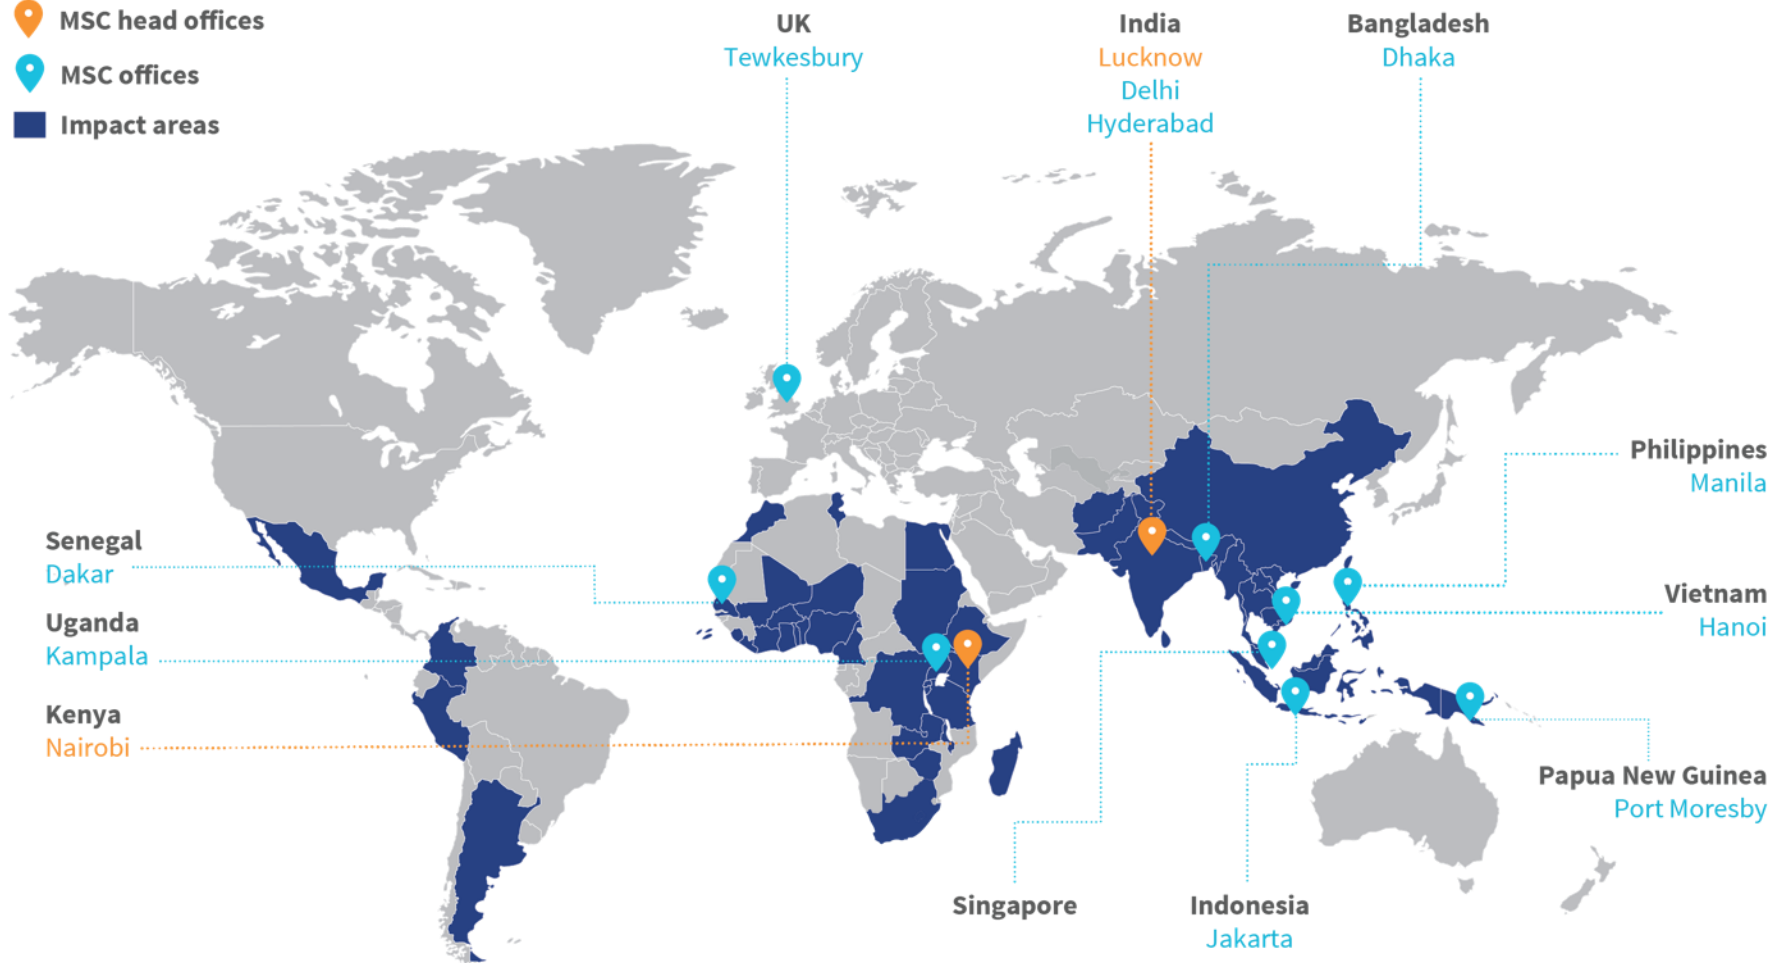 MSC head offices
MSC offices
Impact areas
UK
Tewkesbury
India
Lucknow
Delhi
Hyderabad
Bangladesh
Dhaka
Philippines
Manila
Vietnam
Hanoi
Papua New Guinea
Port Moresby
Senegal
Dakar
Uganda
Kampala
Kenya
Nairobi
Singapore
Indonesia
Jakarta